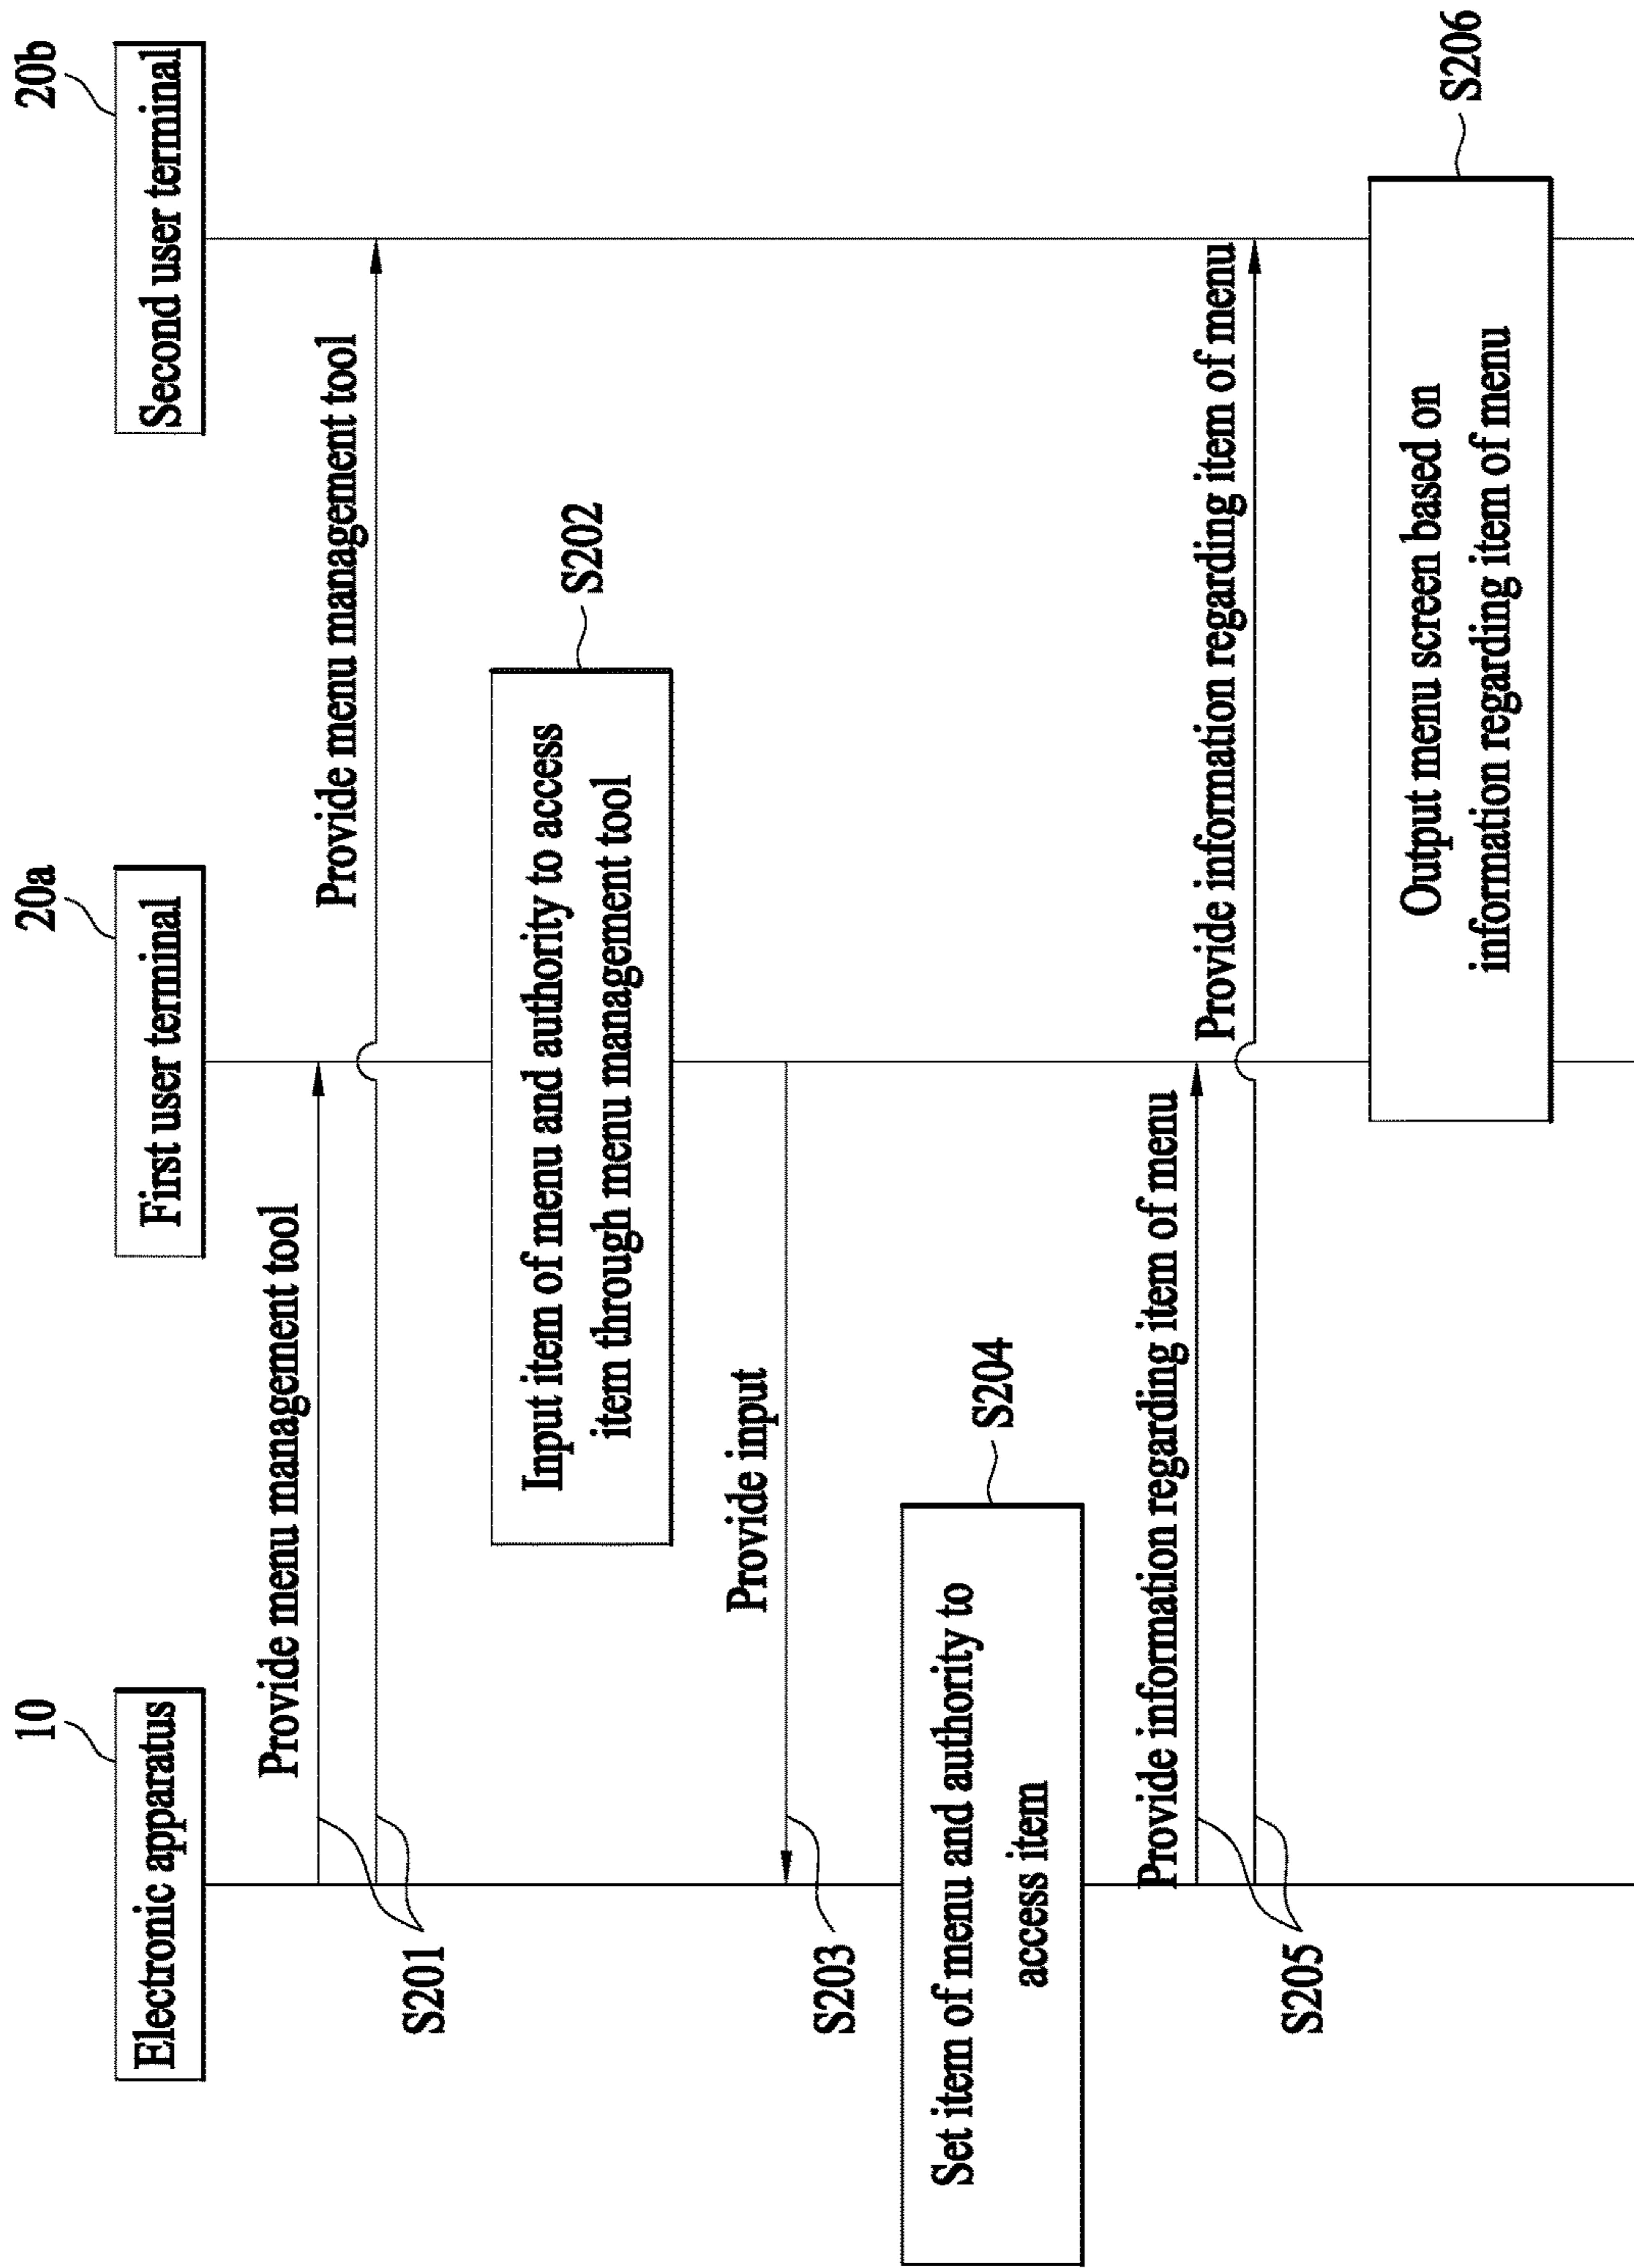 10
20a
20b
Electronic apparatus
First user terminal
Second user terminal
Provide menu management tool
Provide menu management tool
S201
Input item of menu and authority to access
item through menu management tool
S202
Provide input
S203
Set item of menu and authority to
access item
S204
Provide information regarding item of menu
Provide information regarding item of menu
S205
Output menu screen based on
information regarding item of menu
S206